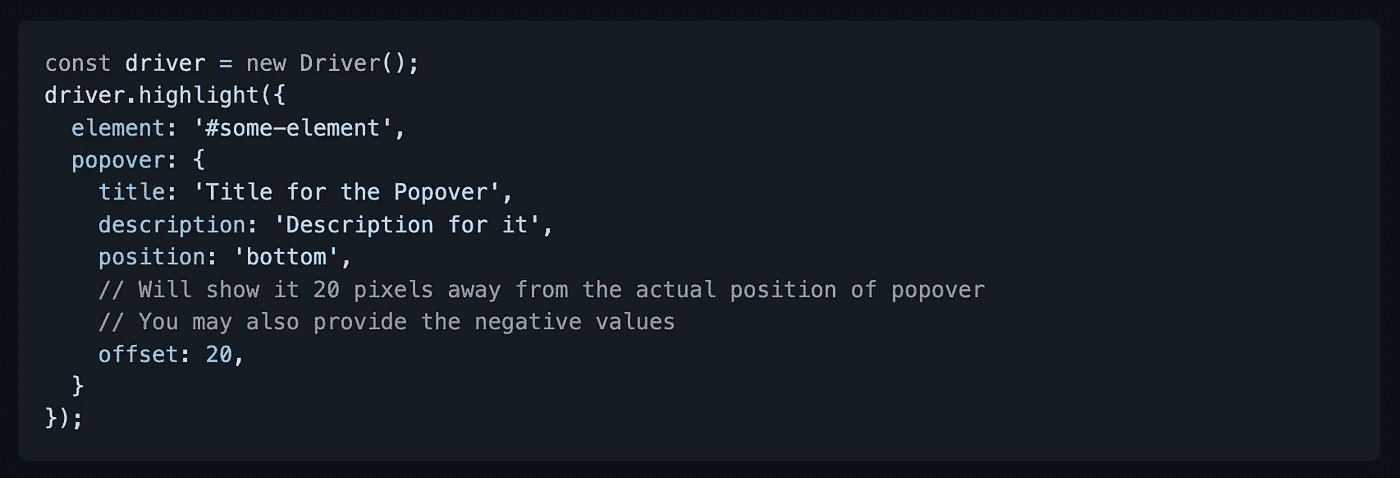 const driver = new Driver();
driver.highlight({
  element: '#some-element',
  popover: {
    title: 'Title for the Popover',
    description: 'Description for it',
    position: 'bottom',
    // Will show it 20 pixels away from the actual position of popover
    // You may also provide the negative values
    offset: 20,
  }
});